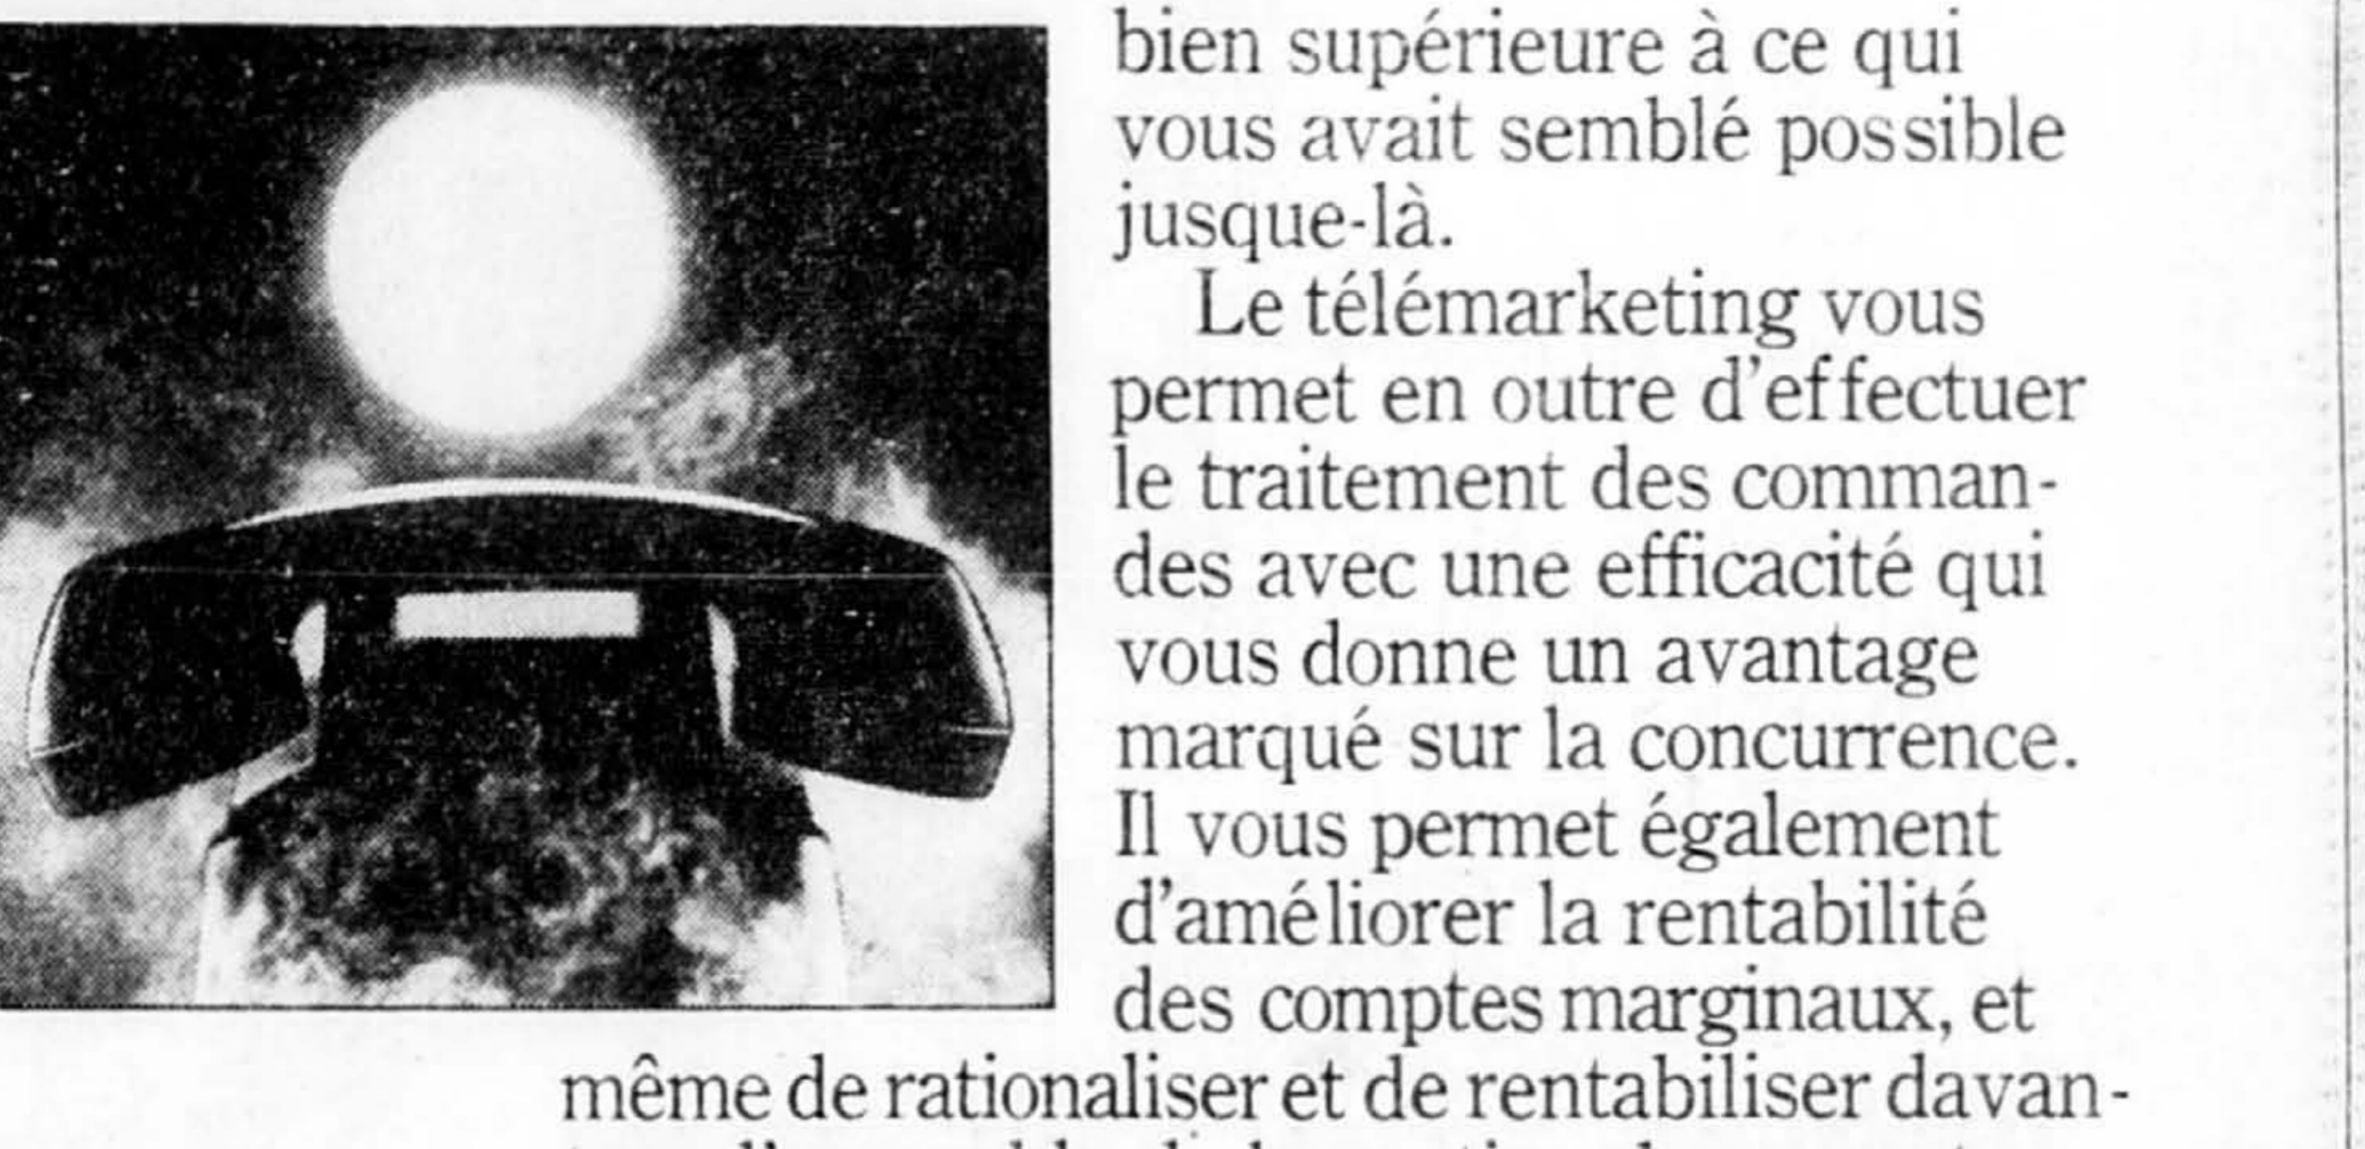 bien supérieure à ce qui
vous avait semblé possible
jusque-là.
Le télémarketing vous
permet en outre d'effectuer
le traitement des comman-
des avec une efficacité qui
vous donne un avantage
marqué sur la concurrence.
Il vous permet également
d'améliorer la rentabilité
des comptes marginaux, et
même de rationaliser et de rentabiliser davan-